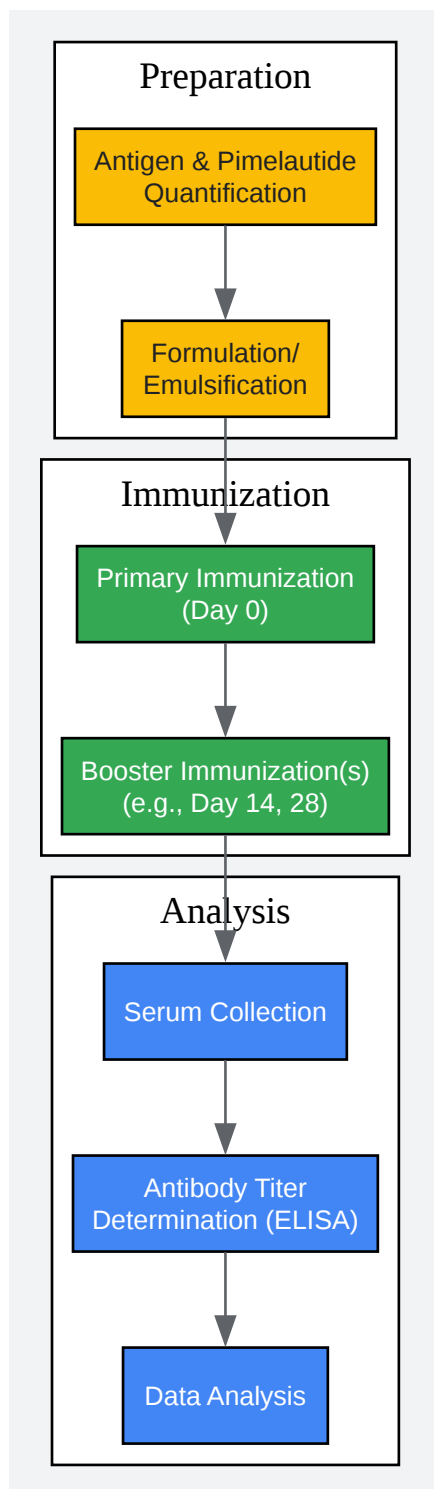 Preparation
Antigen & Pimelautide
Quantification
Formulation/
Emulsification
Immunization
Primary Immunization
(Day 0)
Booster Immunization(s)
(e.g., Day 14, 28)
Analysis
Serum Collection
Antibody Titer
Determination (ELISA)
Data Analysis